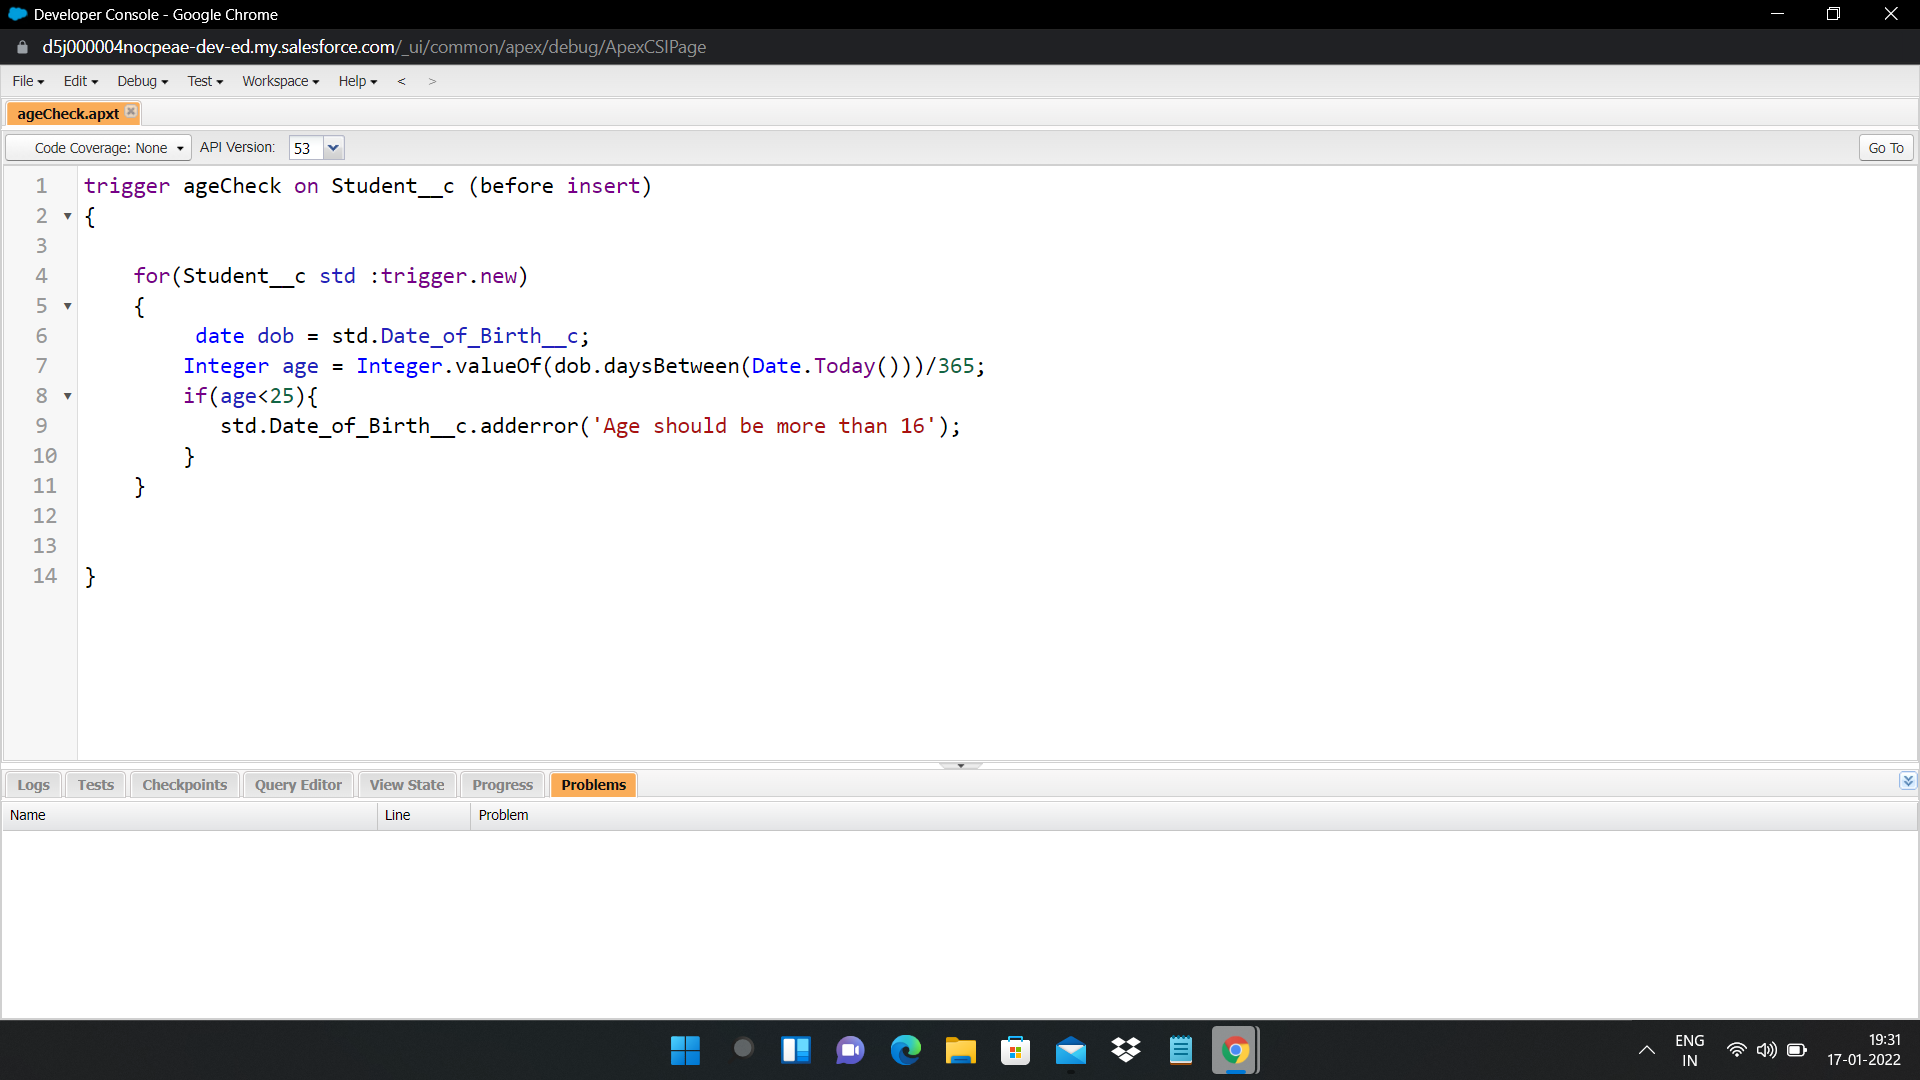 Developer Console - Google Chrome
d5j000004nocpeae-dev-ed.my.salesforce.com/_ui/common/apex/debug/ApexCSIPage
File Edit Debug Test Workspace Help < >
ageCheck.apxt
Code Coverage: None API Version: 53 Go To
1 trigger ageCheck on Student__c (before insert)
2 {
3
4 for(Student__c std :trigger.new)
5 {
6 date dob = std.Date_of_Birth__c;
7 Integer age = Integer.valueOf(dob.daysBetween(Date.Today()))/365;
8 if(age<25){
9 std.Date_of_Birth__c.adderror('Age should be more than 16');
10 }
11 }
12
13
14 }
Logs Tests Checkpoints Query Editor View State Progress Problems
Name Line Problem
ENG 19:31
IN 17-01-2022